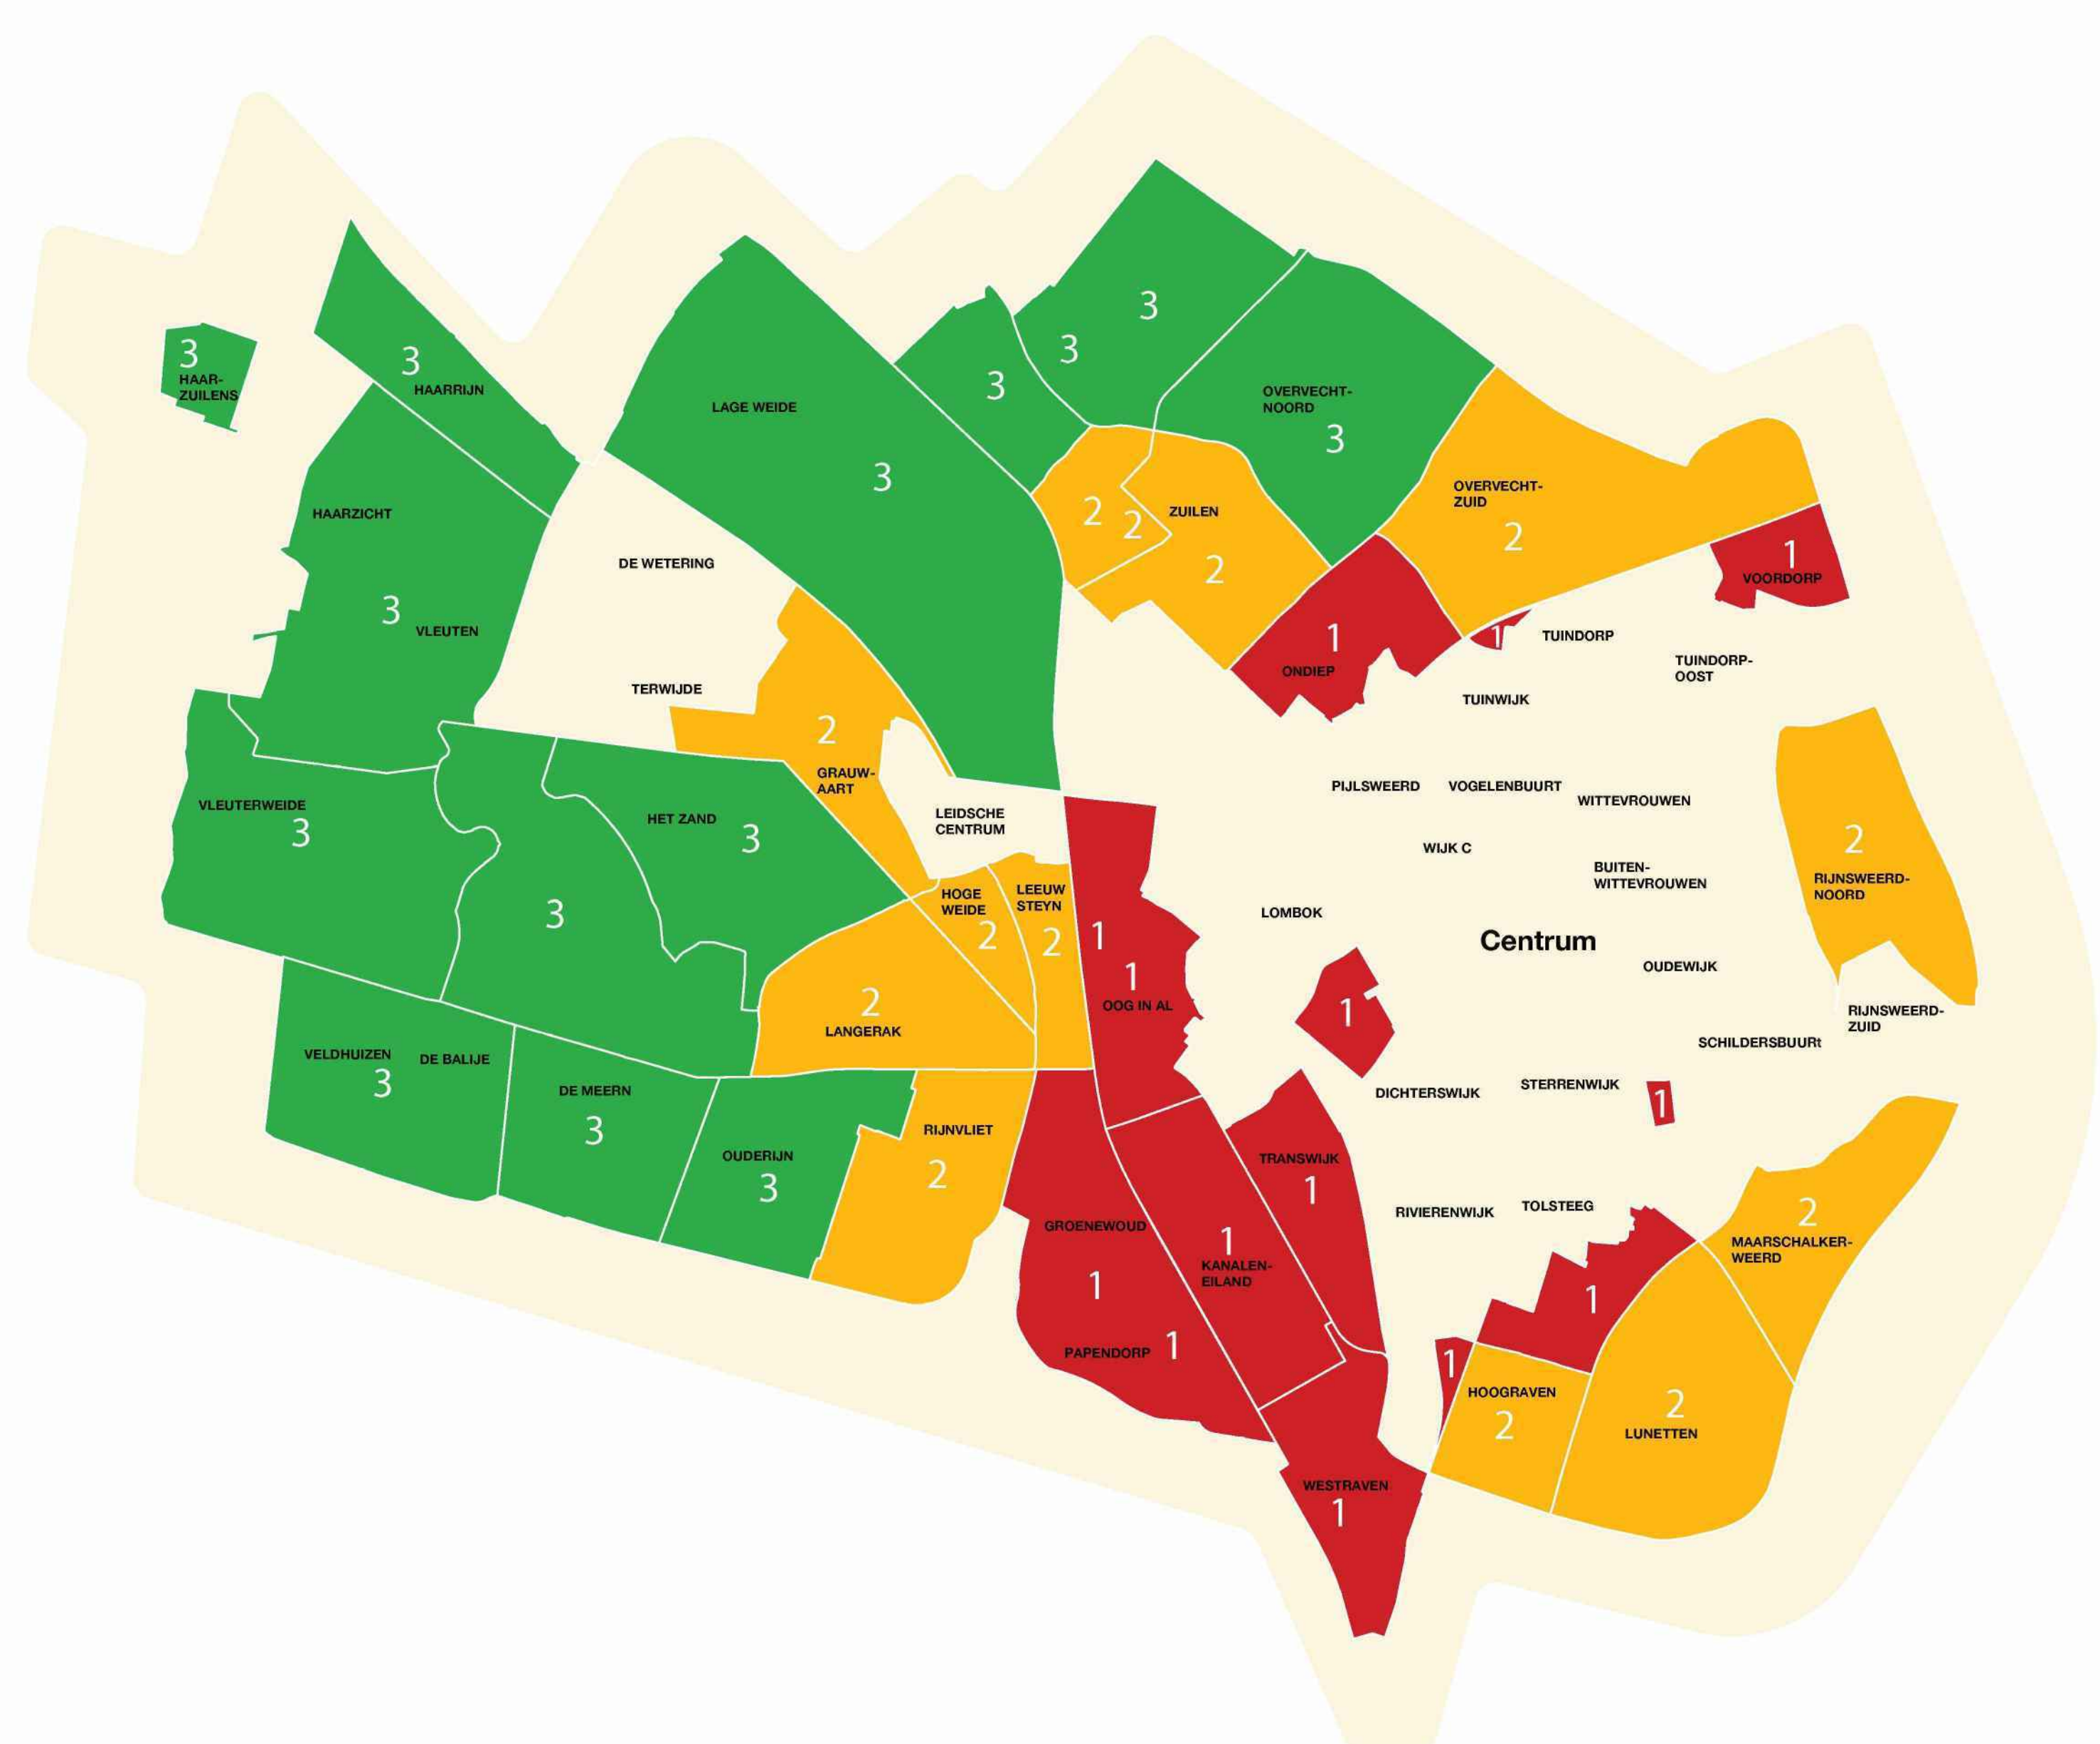 3
3
3
HAAR-
ZUILENS
3
HAARRIJN
3
3
LAGE WEIDE
3
OVERVECHT-
NOORD
3
HAARZICHT
OVERVECHT-
ZUID
2
2
2
ZUILEN
2
DE WETERING
1
VOORDORP
3
VLEUTEN
1
ONDIEP
1
TUINDORP
TUINDORP-
OOST
TERWIJDE
TUINWIJK
2
GRAUW-
AART
PIJLSWEERD
VOGELENBUURT
WITTEVROUWEN
VLEUTERWEIDE
3
HET ZAND
3
LEIDSCHE
CENTRUM
WIJK C
BUITEN-
WITTEVROUWEN
2
RIJNSWEERD-
NOORD
3
HOGE
WEIDE
2
LEEUW
STEYN
2
1
1
OOG IN AL
LOMBOK
Centrum
OUDEWIJK
2
LANGERAK
1
RIJNSWEERD-
ZUID
SCHILDERSBUURt
VELDHUIZEN
3
DE BALIJE
DE MEERN
3
DICHTERSWIJK
STERRENWIJK
1
RIJNVLIET
2
OUDERIJN
3
TRANSWIJK
1
RIVIERENWIJK
TOLSTEEG
2
MAARSCHALKER-
WEERD
GROENEWOUD
1
1
KANALEN-
EILAND
1
PAPENDORP
1
1
HOOGRAVEN
2
2
LUNETTEN
WESTRAVEN
1